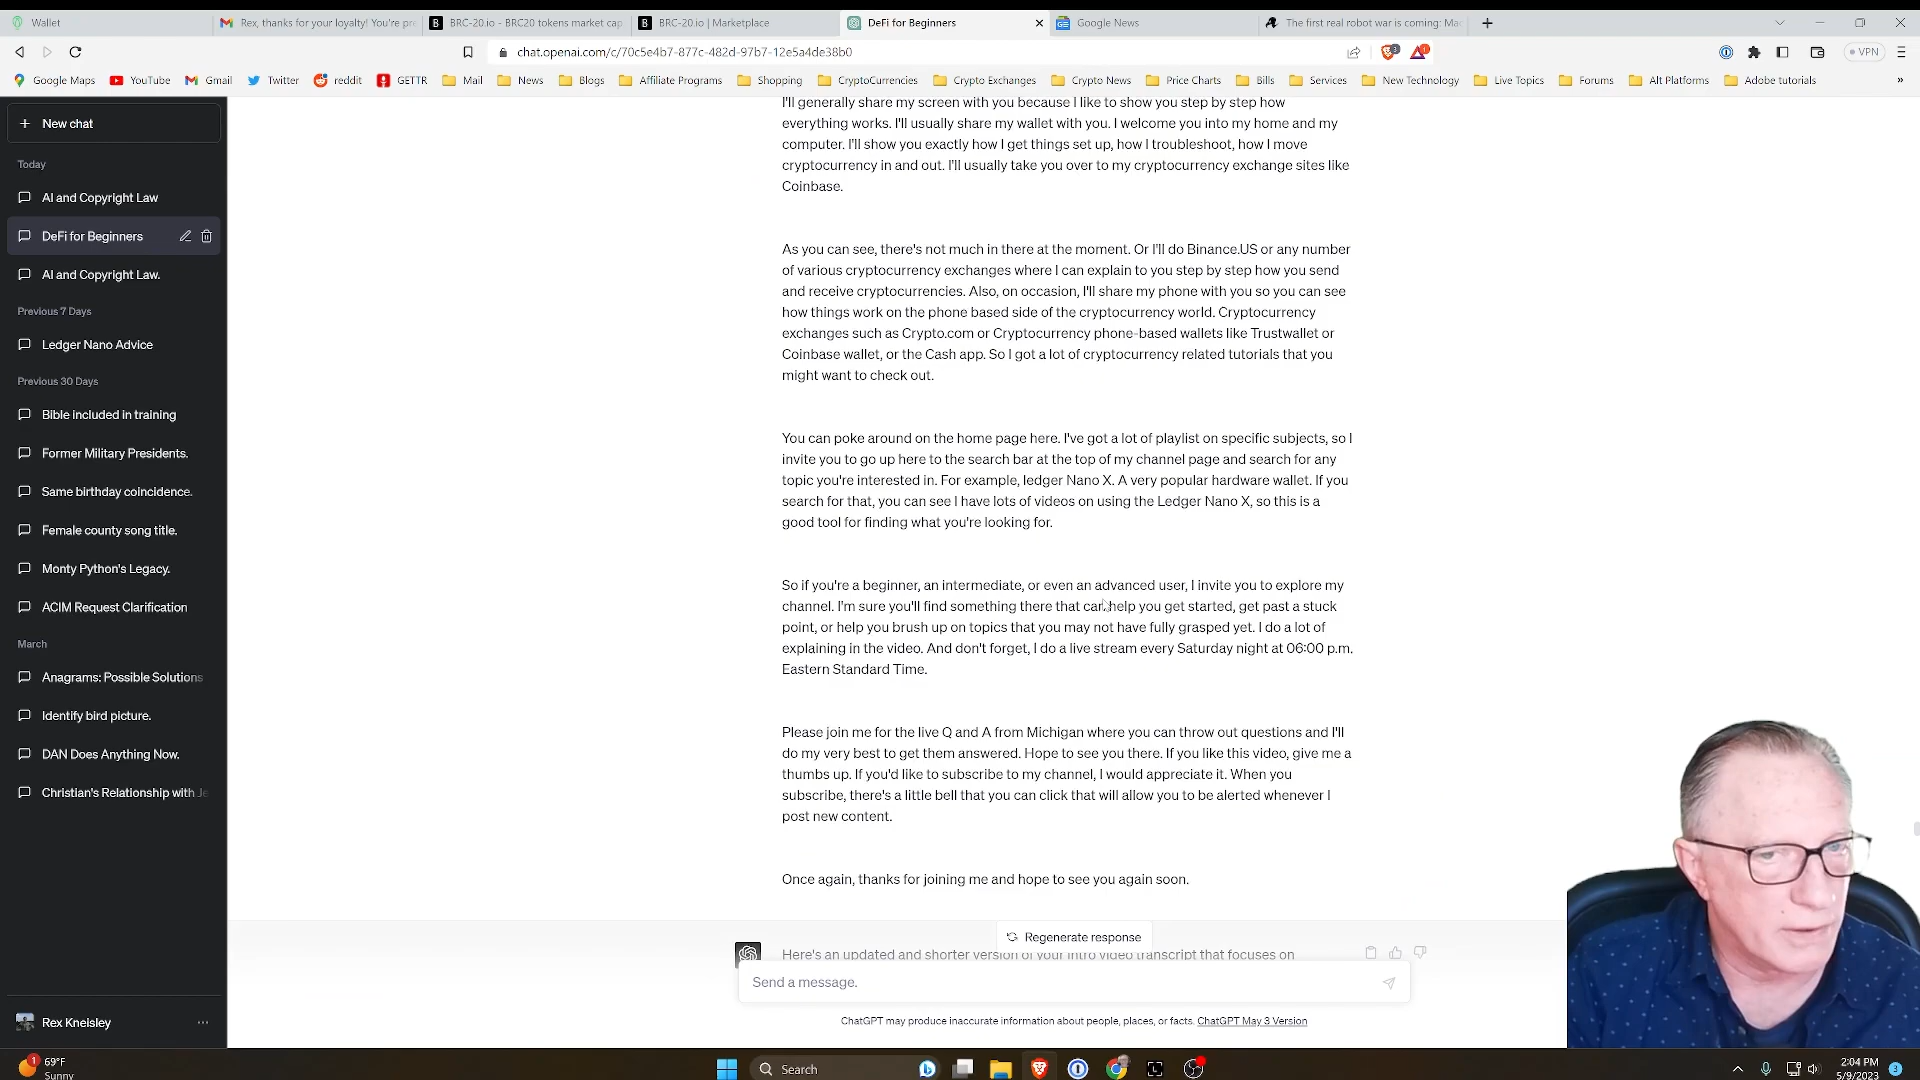 Wallet
Rex, thanks for your loyalty! You're pre
BRC-20.io - BRC20 tokens market cap
BRC-20.io | Marketplace
DeFi for Beginners
Google News
The first real robot war is coming: Mac
chat.openai.com/c/70c5e4b7-877c-482d-97b7-12e5a4de38b0
VPN
Google Maps
YouTube
Gmail
Twitter
reddit
GETTR
Mail
News
Blogs
Affiliate Programs
Shopping
CryptoCurrencies
Crypto Exchanges
Crypto News
Price Charts
Bills
Services
New Technology
Live Topics
Forums
Alt Platforms
Adobe tutorials
New chat
Today
AI and Copyright Law
DeFi for Beginners
AI and Copyright Law.
Previous 7 Days
Ledger Nano Advice
Previous 30 Days
Bible included in training
Former Military Presidents.
Same birthday coincidence.
Female county song title.
Monty Python's Legacy.
ACIM Request Clarification
March
Anagrams: Possible Solutions
Identify bird picture.
DAN Does Anything Now.
Christian's Relationship with Je
Rex Kneisley
I'll generally share my screen with you because I like to show you step by step how
everything works. I'll usually share my wallet with you. I welcome you into my home and my
computer. I'll show you exactly how I get things set up, how I troubleshoot, how I move
cryptocurrency in and out. I'll usually take you over to my cryptocurrency exchange sites like
Coinbase.
As you can see, there's not much in there at the moment. Or I'll do Binance.US or any number
of various cryptocurrency exchanges where I can explain to you step by step how you send
and receive cryptocurrencies. Also, on occasion, I'll share my phone with you so you can see
how things work on the phone based side of the cryptocurrency world. Cryptocurrency
exchanges such as Crypto.com or Cryptocurrency phone-based wallets like Trustwallet or
Coinbase wallet, or the Cash app. So I got a lot of cryptocurrency related tutorials that you
might want to check out.
You can poke around on the home page here. I've got a lot of playlist on specific subjects, so I
invite you to go up here to the search bar at the top of my channel page and search for any
topic you're interested in. For example, ledger Nano X. A very popular hardware wallet. If you
search for that, you can see I have lots of videos on using the Ledger Nano X, so this is a
good tool for finding what you're looking for.
So if you're a beginner, an intermediate, or even an advanced user, I invite you to explore my
channel. I'm sure you'll find something there that can help you get started, get past a stuck
point, or help you brush up on topics that you may not have fully grasped yet. I do a lot of
explaining in the video. And don't forget, I do a live stream every Saturday night at 06:00 p.m.
Eastern Standard Time.
Please join me for the live Q and A from Michigan where you can throw out questions and I'll
do my very best to get them answered. Hope to see you there. If you like this video, give me a
thumbs up. If you'd like to subscribe to my channel, I would appreciate it. When you
subscribe, there's a little bell that you can click that will allow you to be alerted whenever I
post new content.
Once again, thanks for joining me and hope to see you again soon.
Regenerate response
Here's an updated and shorter version of your intro video transcript that focuses on
Send a message.
ChatGPT may produce inaccurate information about people, places, or facts. ChatGPT May 3 Version
1
69°F
Sunny
Search
2:04 PM
5/9/2023
3